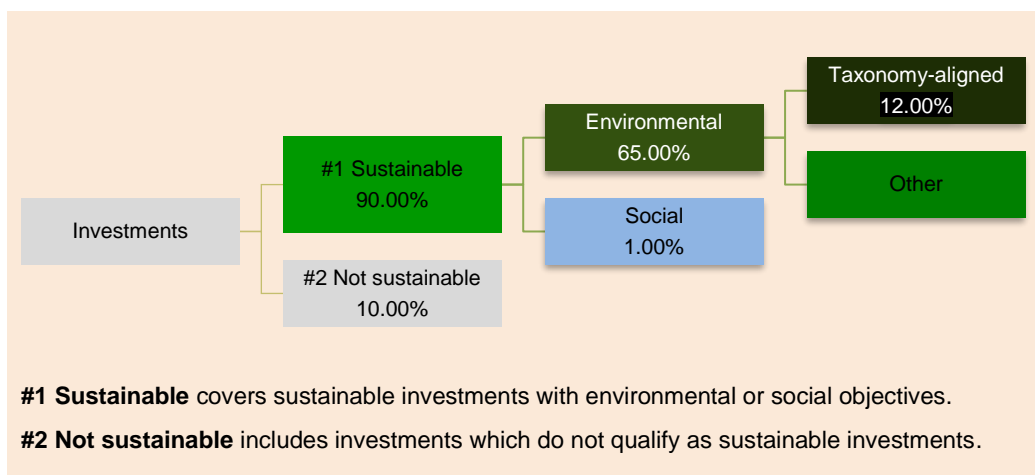 Taxonomy-aligned
12.00%
Environmental
65.00%
#1 Sustainable
90.00%
Other
Investments
Social
1.00%
#2 Not sustainable
10.00%
#1 Sustainable covers sustainable investments with environmental or social objectives.
#2 Not sustainable includes investments which do not qualify as sustainable investments.